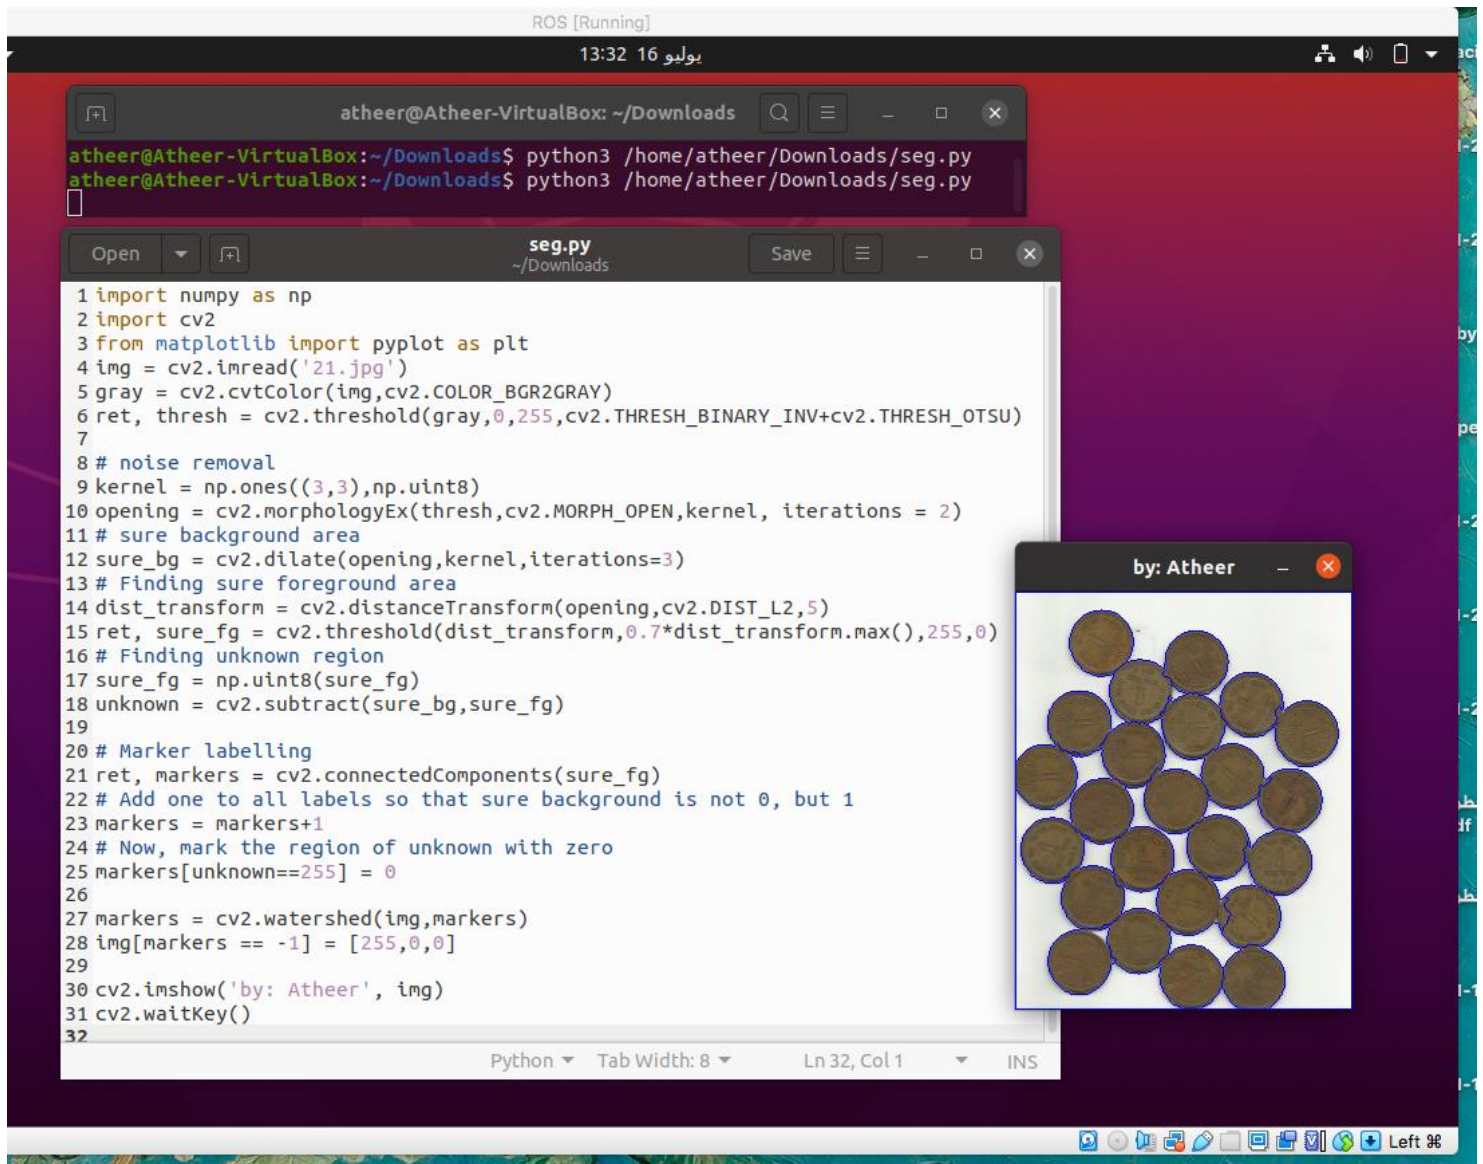 ROS [Running]
يوليو 16 13:32
atheer@Atheer-VirtualBox: ~/Downloads
atheer@Atheer-VirtualBox:~/Downloads$ python3 /home/atheer/Downloads/seg.py
atheer@Atheer-VirtualBox:~/Downloads$ python3 /home/atheer/Downloads/seg.py
Open
seg.py
~/Downloads
Save
1 import numpy as np
2 import cv2
3 from matplotlib import pyplot as plt
4 img = cv2.imread('21.jpg')
5 gray = cv2.cvtColor(img,cv2.COLOR_BGR2GRAY)
6 ret, thresh = cv2.threshold(gray,0,255,cv2.THRESH_BINARY_INV+cv2.THRESH_OTSU)
7
8 # noise removal
9 kernel = np.ones((3,3),np.uint8)
10 opening = cv2.morphologyEx(thresh,cv2.MORPH_OPEN,kernel, iterations = 2)
11 # sure background area
12 sure_bg = cv2.dilate(opening,kernel,iterations=3)
13 # Finding sure foreground area
14 dist_transform = cv2.distanceTransform(opening,cv2.DIST_L2,5)
15 ret, sure_fg = cv2.threshold(dist_transform,0.7*dist_transform.max(),255,0)
16 # Finding unknown region
17 sure_fg = np.uint8(sure_fg)
18 unknown = cv2.subtract(sure_bg,sure_fg)
19
20 # Marker labelling
21 ret, markers = cv2.connectedComponents(sure_fg)
22 # Add one to all labels so that sure background is not 0, but 1
23 markers = markers+1
24 # Now, mark the region of unknown with zero
25 markers[unknown==255] = 0
26
27 markers = cv2.watershed(img,markers)
28 img[markers == -1] = [255,0,0]
29
30 cv2.imshow('by: Atheer', img)
31 cv2.waitKey()
32
Python Tab Width: 8 Ln 32, Col 1 INS
by: Atheer
Left ⌘